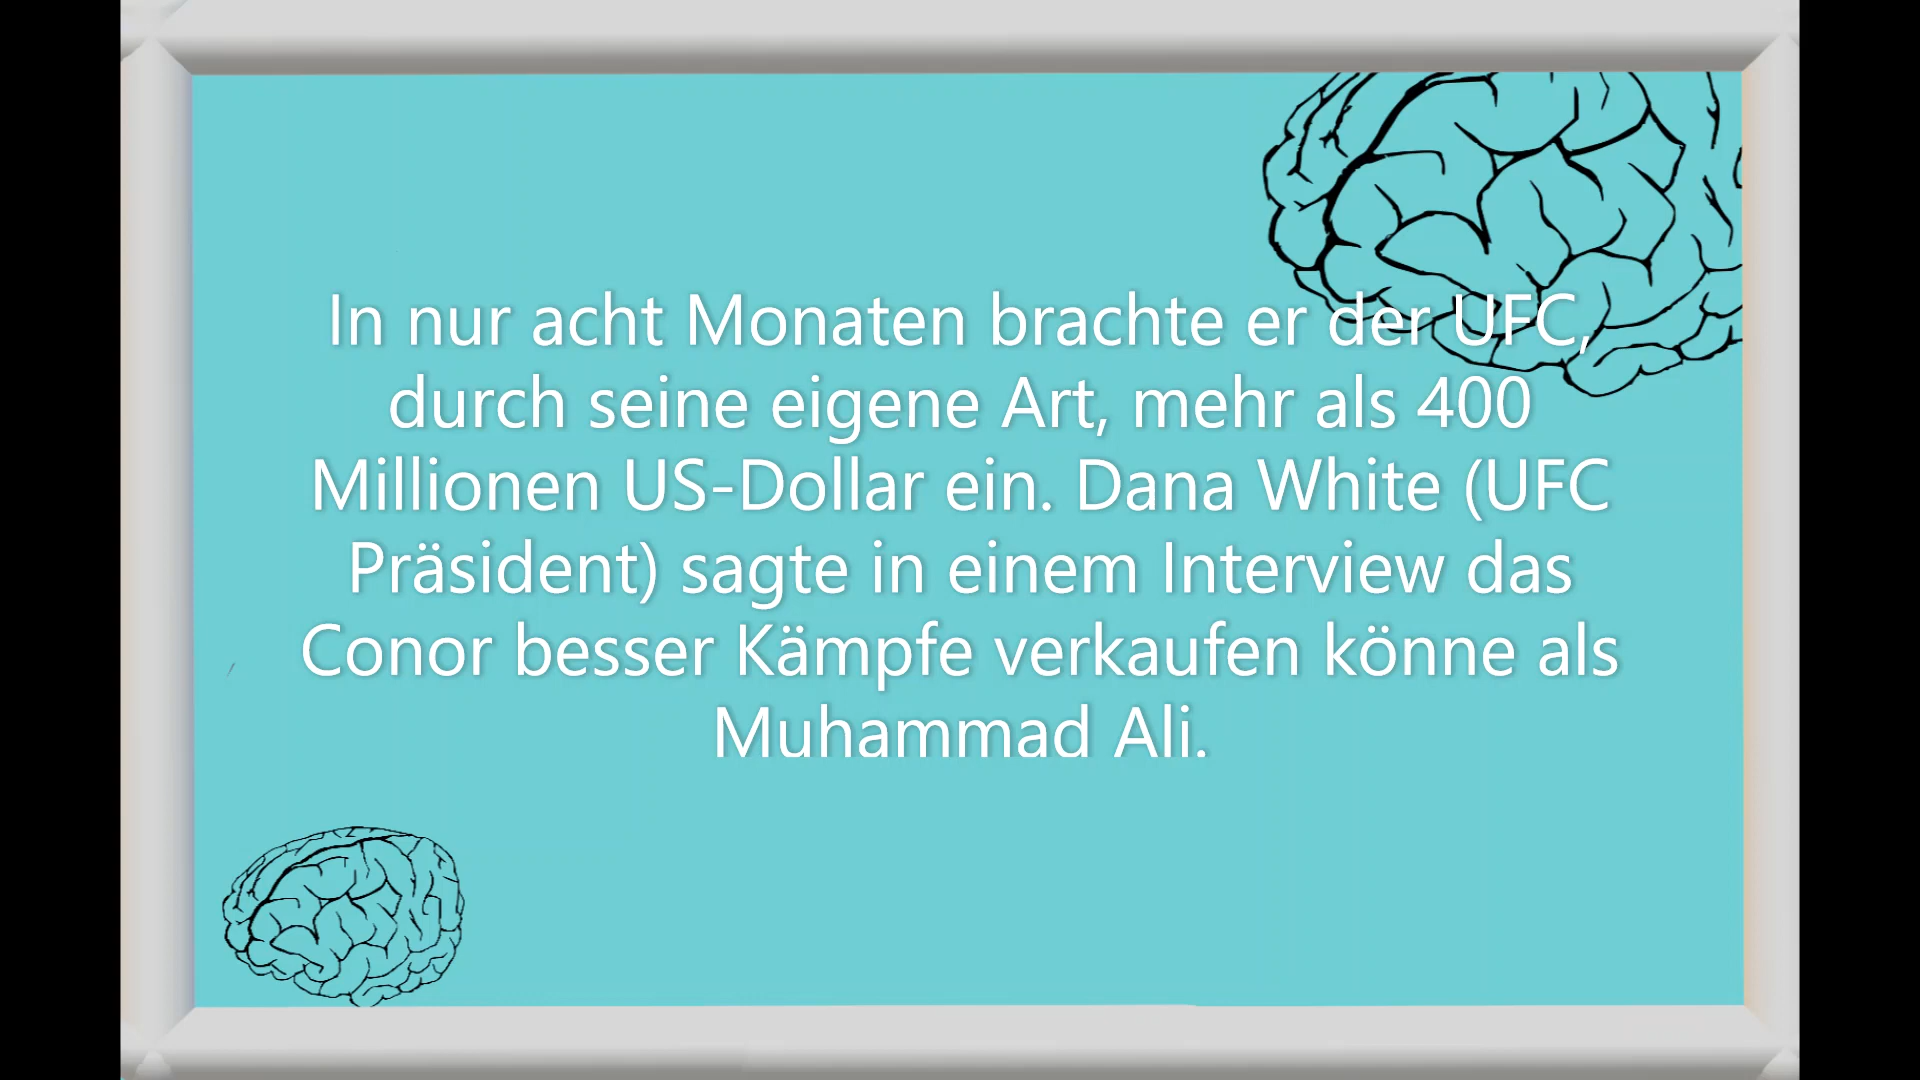 In nur acht Monaten brachte er der UFC,
durch seine eigene Art, mehr als 400
Millionen US-Dollar ein. Dana White (UFC
Präsident) sagte in einem Interview das
Conor besser Kämpfe verkaufen könne als
Muhammad Ali.